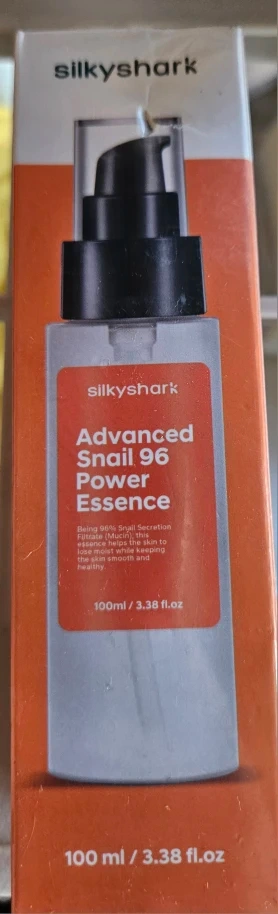 silkyshark
silkyshark
Advanced
Snail 96
Power
Essence
Being 96% Snail Secretion
Filtrate (Mucin), this
essence helps the skin to
lose moist while keeping
the skin smooth and
healthy.
100ml / 3.38 fl.oz
100 ml / 3.38 fl.oz